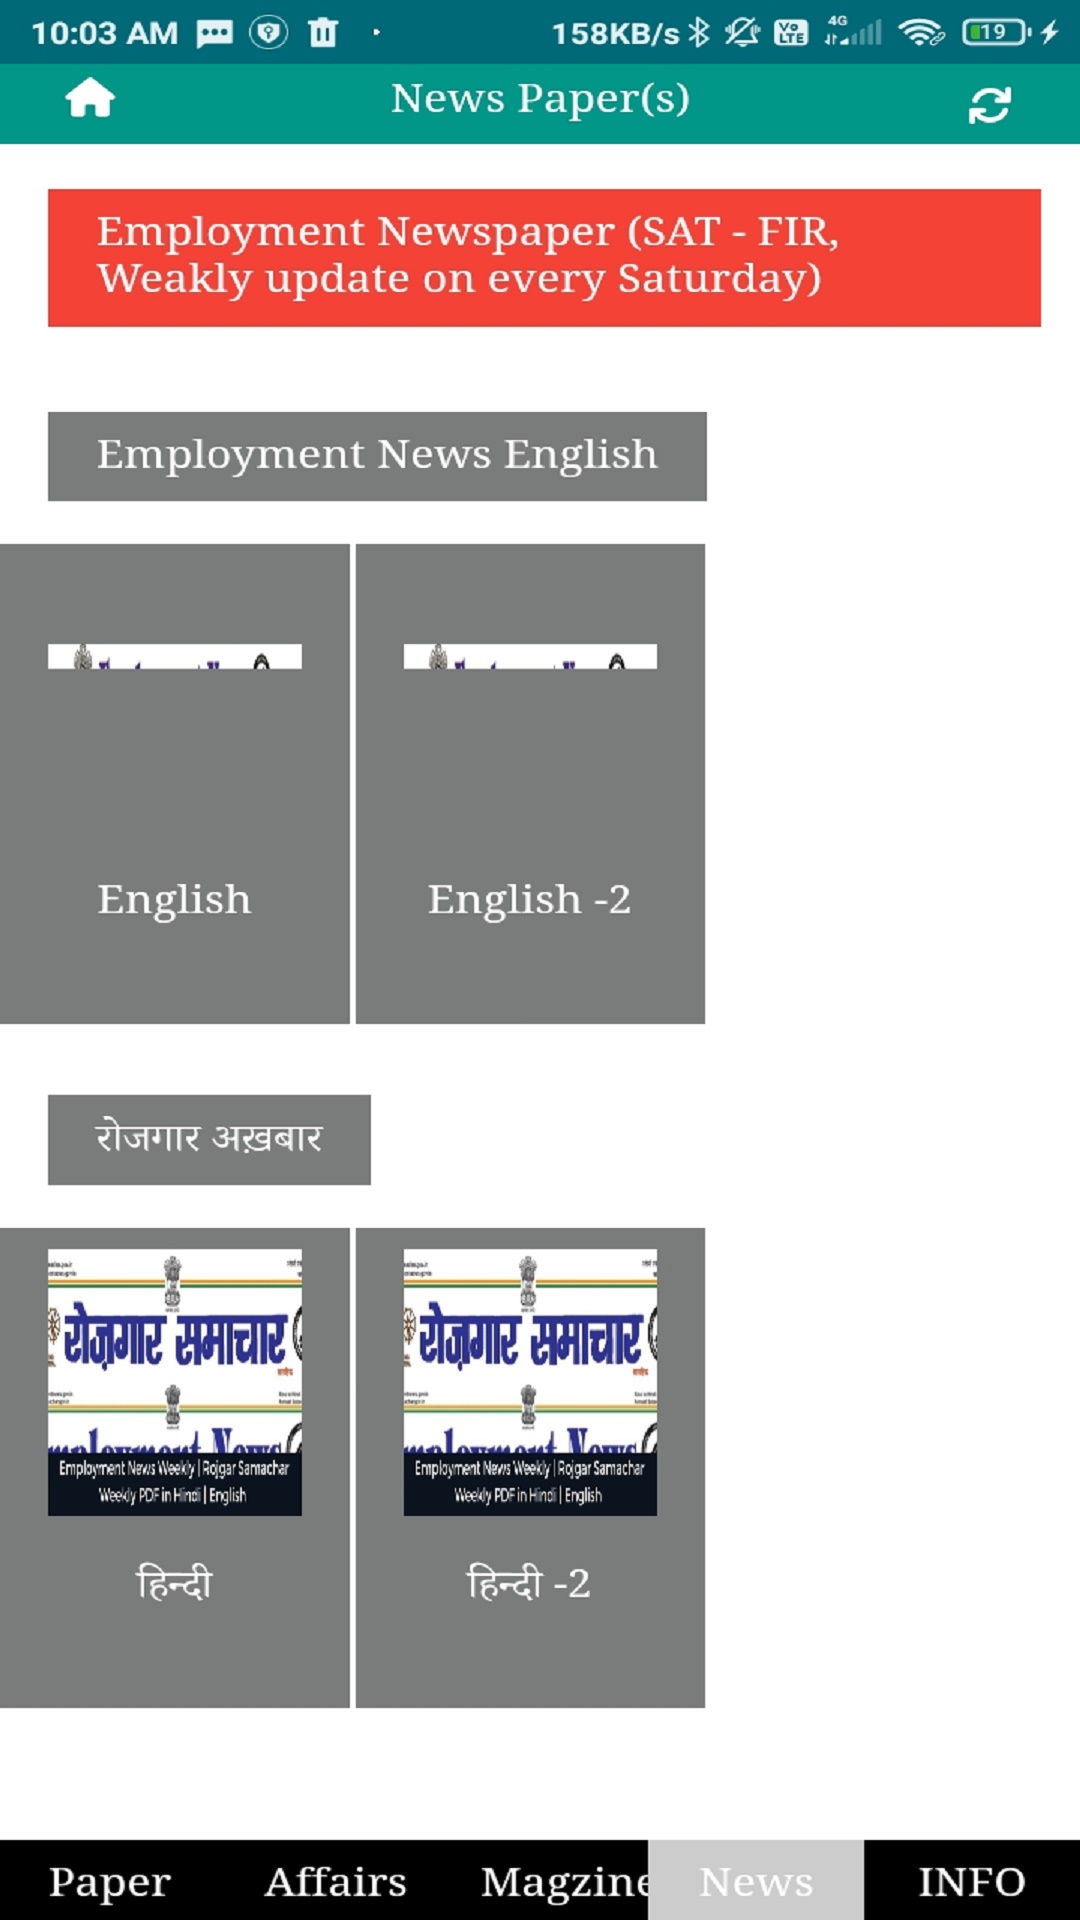 10:03 AM 158KB/s Vo LTE 4G 19
News Paper(s)
Employment Newspaper (SAT - FIR,
Weakly update on every Saturday)
Employment News English
English English -2
रोजगार अख़बार
रोज़गार समाचार रोज़गार समाचार
Employment News Weekly | Rojgar Samachar Employment News Weekly | Rojgar Samachar
Weekly PDF in Hindi | English Weekly PDF in Hindi | English
हिन्दी हिन्दी -2
Paper Affairs Magzine News INFO